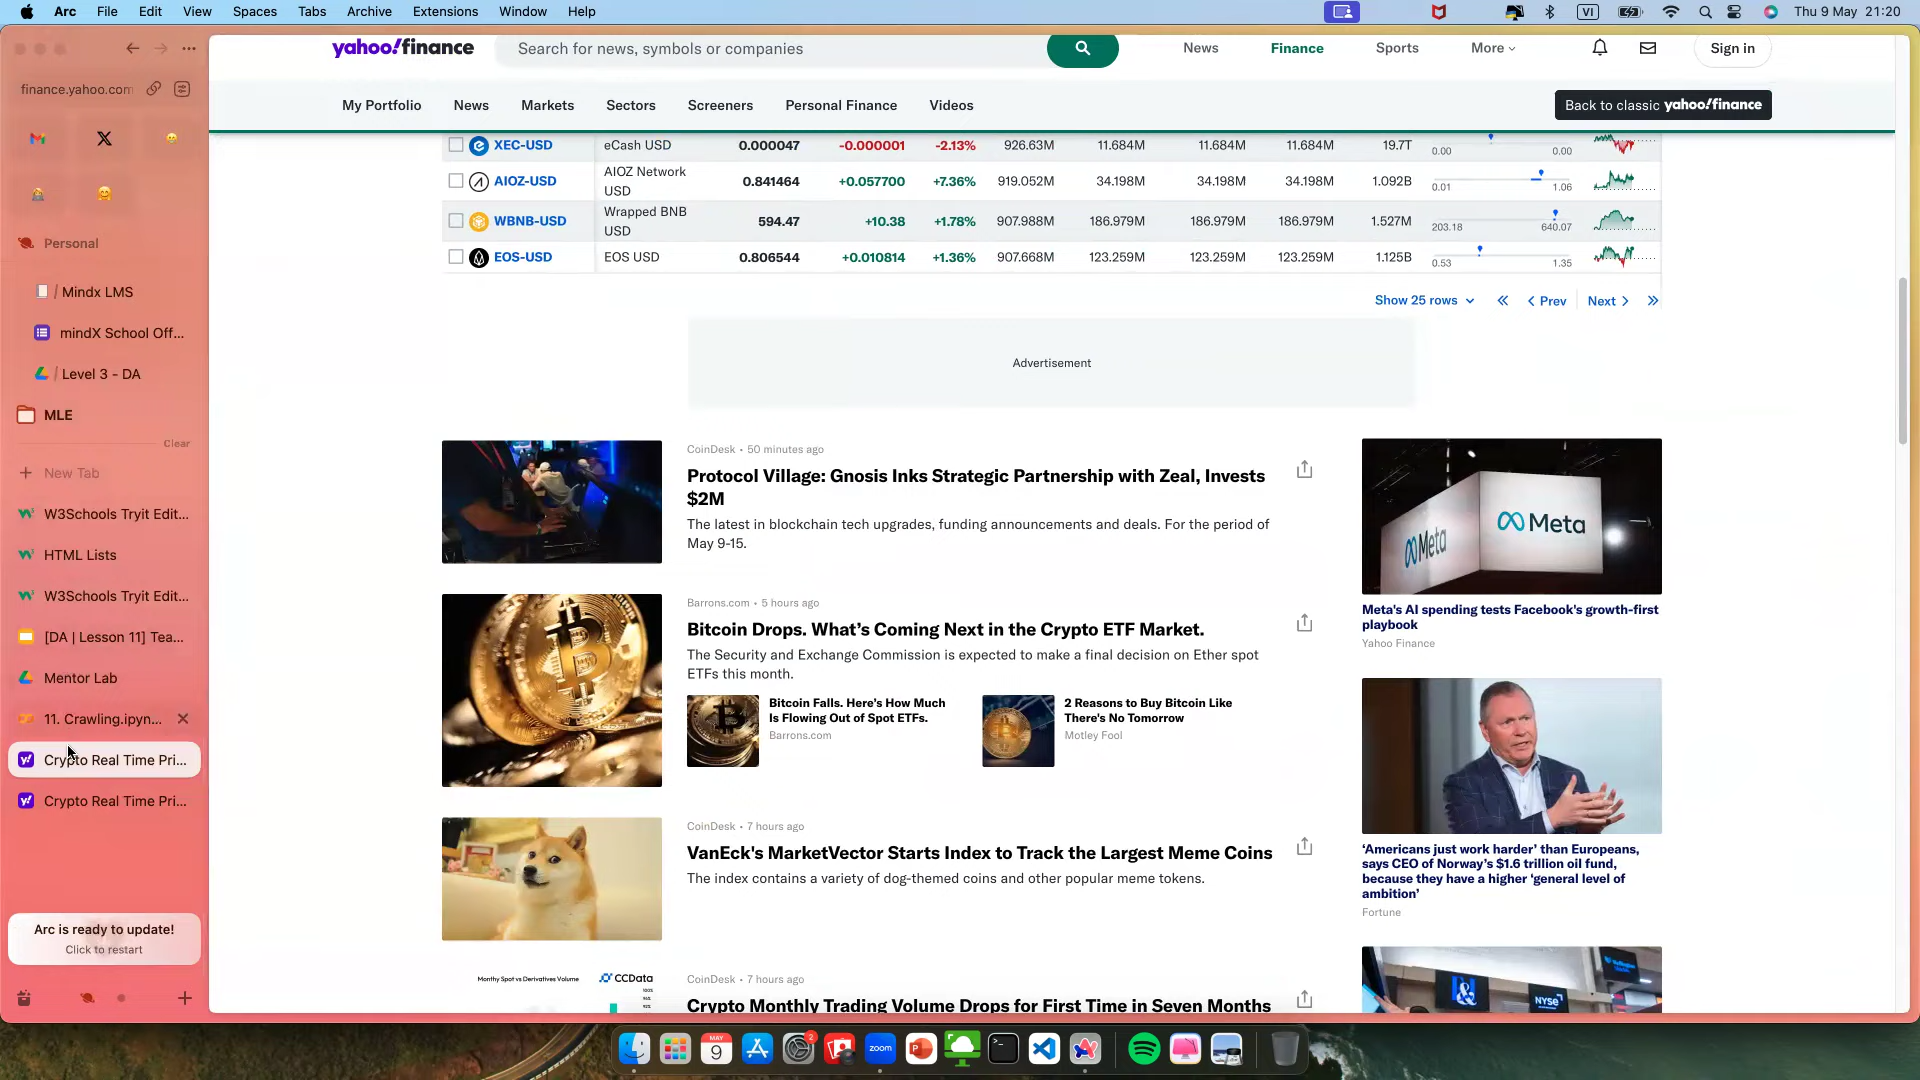 Arc File Edit View Spaces Tabs Archive Extensions Window Help
VI
Thu 9 May 21:20
finance.yahoo.com
Personal
/ Mindx LMS
mindX School Off...
/ Level 3 - DA
MLE
Clear
+ New Tab
W3Schools Tryit Edit...
HTML Lists
W3Schools Tryit Edit...
[DA | Lesson 11] Tea...
Mentor Lab
11. Crawling.ipyn...
Crypto Real Time Pri...
Crypto Real Time Pri...
Arc is ready to update!
Click to restart
yahoo!finance
Search for news, symbols or companies
News Finance Sports More
Sign in
My Portfolio News Markets Sectors Screeners Personal Finance Videos
Back to classic yahoo!finance
XEC-USD eCash USD 0.000047 -0.000001 -2.13% 926.63M 11.684M 11.684M 11.684M 19.7T 0.00 0.00
AIOZ-USD AIOZ Network USD 0.841464 +0.057700 +7.36% 919.052M 34.198M 34.198M 34.198M 1.092B 0.01 1.06
WBNB-USD Wrapped BNB USD 594.47 +10.38 +1.78% 907.988M 186.979M 186.979M 186.979M 1.527M 203.18 640.07
EOS-USD EOS USD 0.806544 +0.010814 +1.36% 907.668M 123.259M 123.259M 123.259M 1.125B 0.53 1.35
Show 25 rows Prev Next
Advertisement
CoinDesk • 50 minutes ago
Protocol Village: Gnosis Inks Strategic Partnership with Zeal, Invests
$2M
The latest in blockchain tech upgrades, funding announcements and deals. For the period of
May 9-15.
Barrons.com • 5 hours ago
Bitcoin Drops. What's Coming Next in the Crypto ETF Market.
The Security and Exchange Commission is expected to make a final decision on Ether spot
ETFs this month.
Bitcoin Falls. Here's How Much
Is Flowing Out of Spot ETFs.
Barrons.com
2 Reasons to Buy Bitcoin Like
There's No Tomorrow
Motley Fool
CoinDesk • 7 hours ago
VanEck's MarketVector Starts Index to Track the Largest Meme Coins
The index contains a variety of dog-themed coins and other popular meme tokens.
Monthy Spot vs Derivatives Volume
CCData
CoinDesk • 7 hours ago
Crypto Monthly Trading Volume Drops for First Time in Seven Months
Meta
Meta
Meta's AI spending tests Facebook's growth-first
playbook
Yahoo Finance
'Americans just work harder' than Europeans,
says CEO of Norway's $1.6 trillion oil fund,
because they have a higher 'general level of
ambition'
Fortune
NYSE
MAY
9
2
zoom